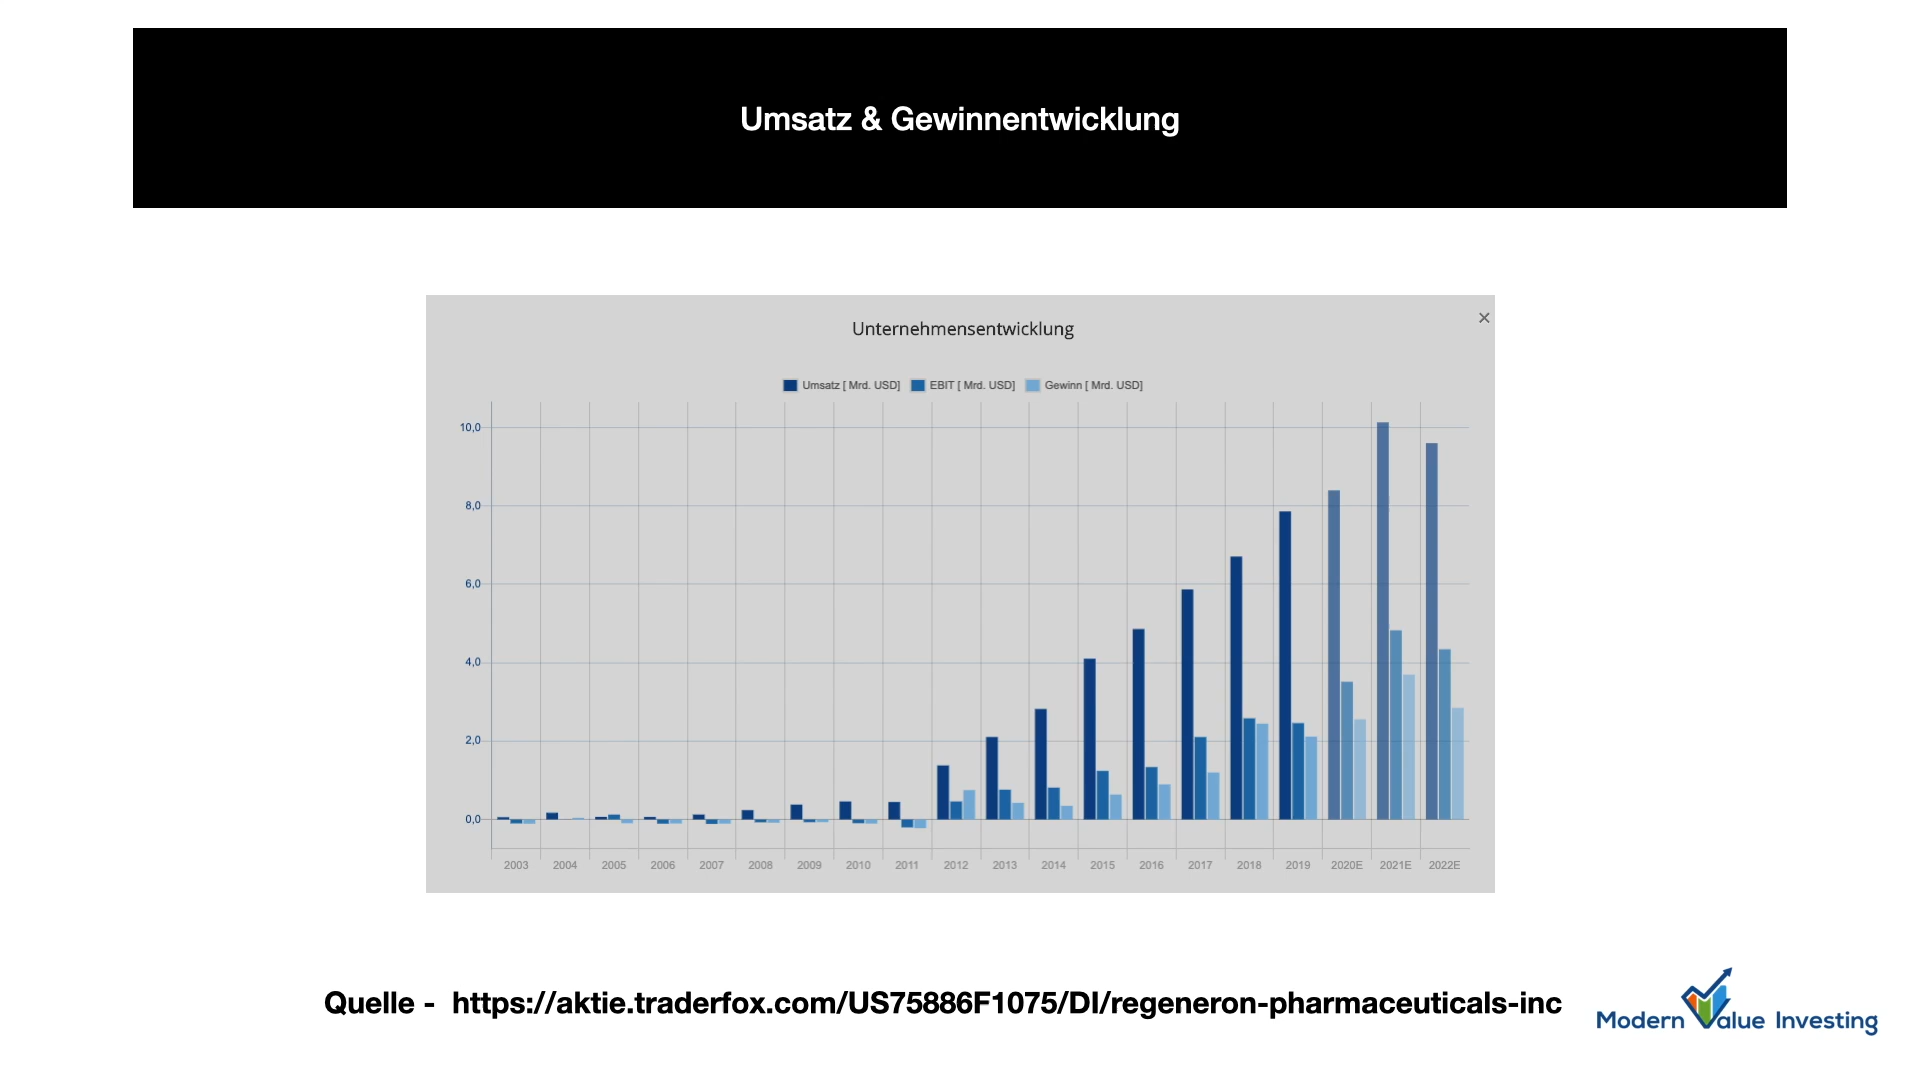 Umsatz & Gewinnentwicklung
Unternehmensentwicklung
×
Umsatz [ Mrd. USD] EBIT [ Mrd. USD] Gewinn [ Mrd. USD]
10,0
8,0
6,0
4,0
2,0
0,0
2003 2004 2005 2006 2007 2008 2009 2010 2011 2012 2013 2014 2015 2016 2017 2018 2019 2020E 2021E 2022E
Quelle - https://aktie.traderfox.com/US75886F1075/DI/regeneron-pharmaceuticals-inc
Modern Value Investing